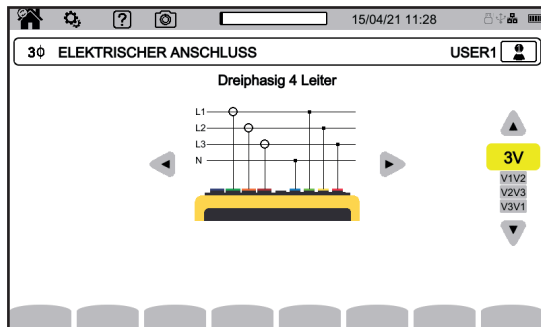 15/04/21 11:28
3Φ ELEKTRISCHER ANSCHLUSS USER1
Dreiphasig 4 Leiter
L1
L2
L3
N
3V
V1V2
V2V3
V3V1